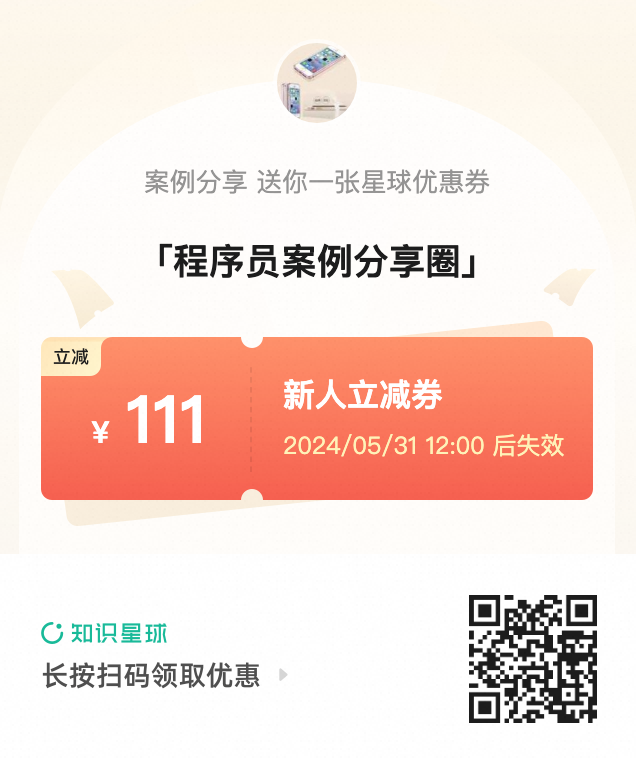 案例分享 送你一张星球优惠券
「程序员案例分享圈」
立减
¥ 111
新人立减券
2024/05/31 12:00 后失效
知识星球
长按扫码领取优惠